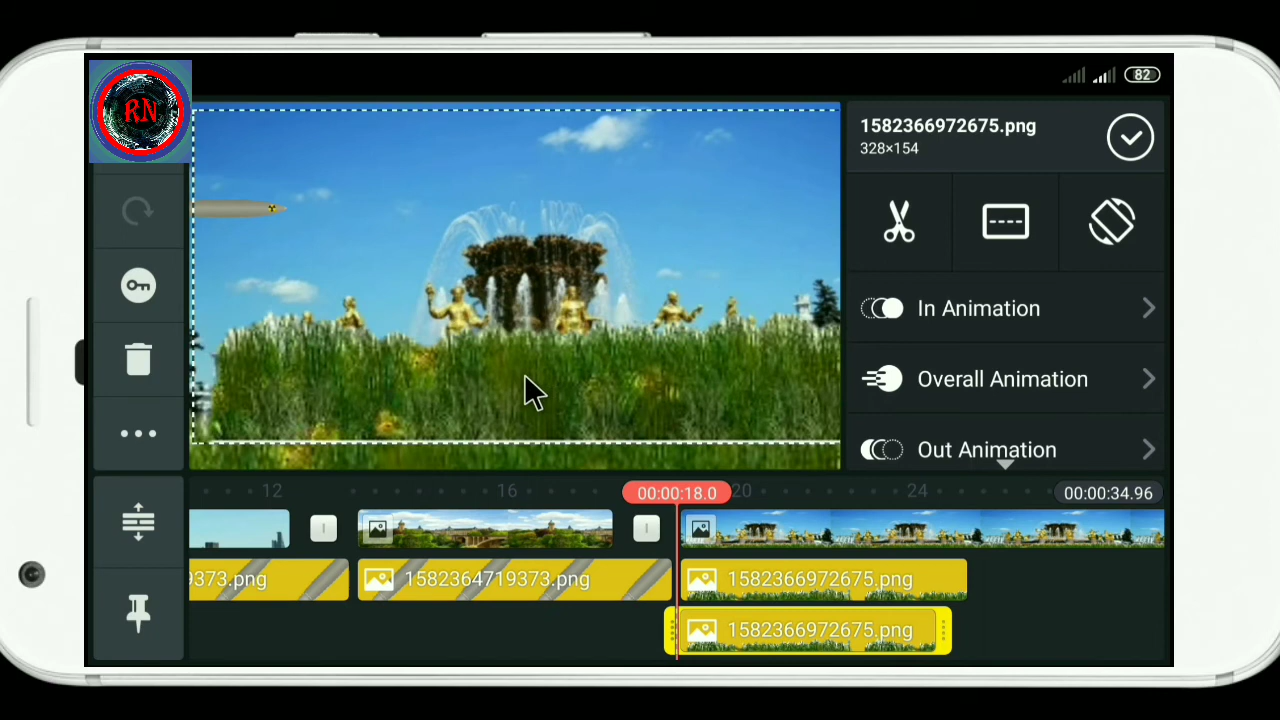 RN
82
1582366972675.png
328×154
In Animation
Overall Animation
Out Animation
12
16
00:00:18.0
20
24
00:00:34.96
9373.png
1582364719373.png
1582366972675.png
1582366972675.png